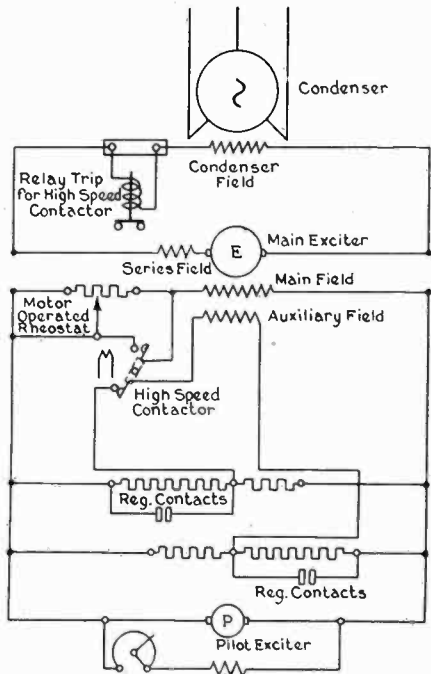 Condenser
Condenser
Field
Relay Trip
for High Speed
Contactor
E
Main Exciter
Series Field
Main Field
Motor
Operated
Rheostat
Auxiliary Field
High Speed
Contactor
Reg. Contacts
Reg. Contacts
P
Pilot Exciter